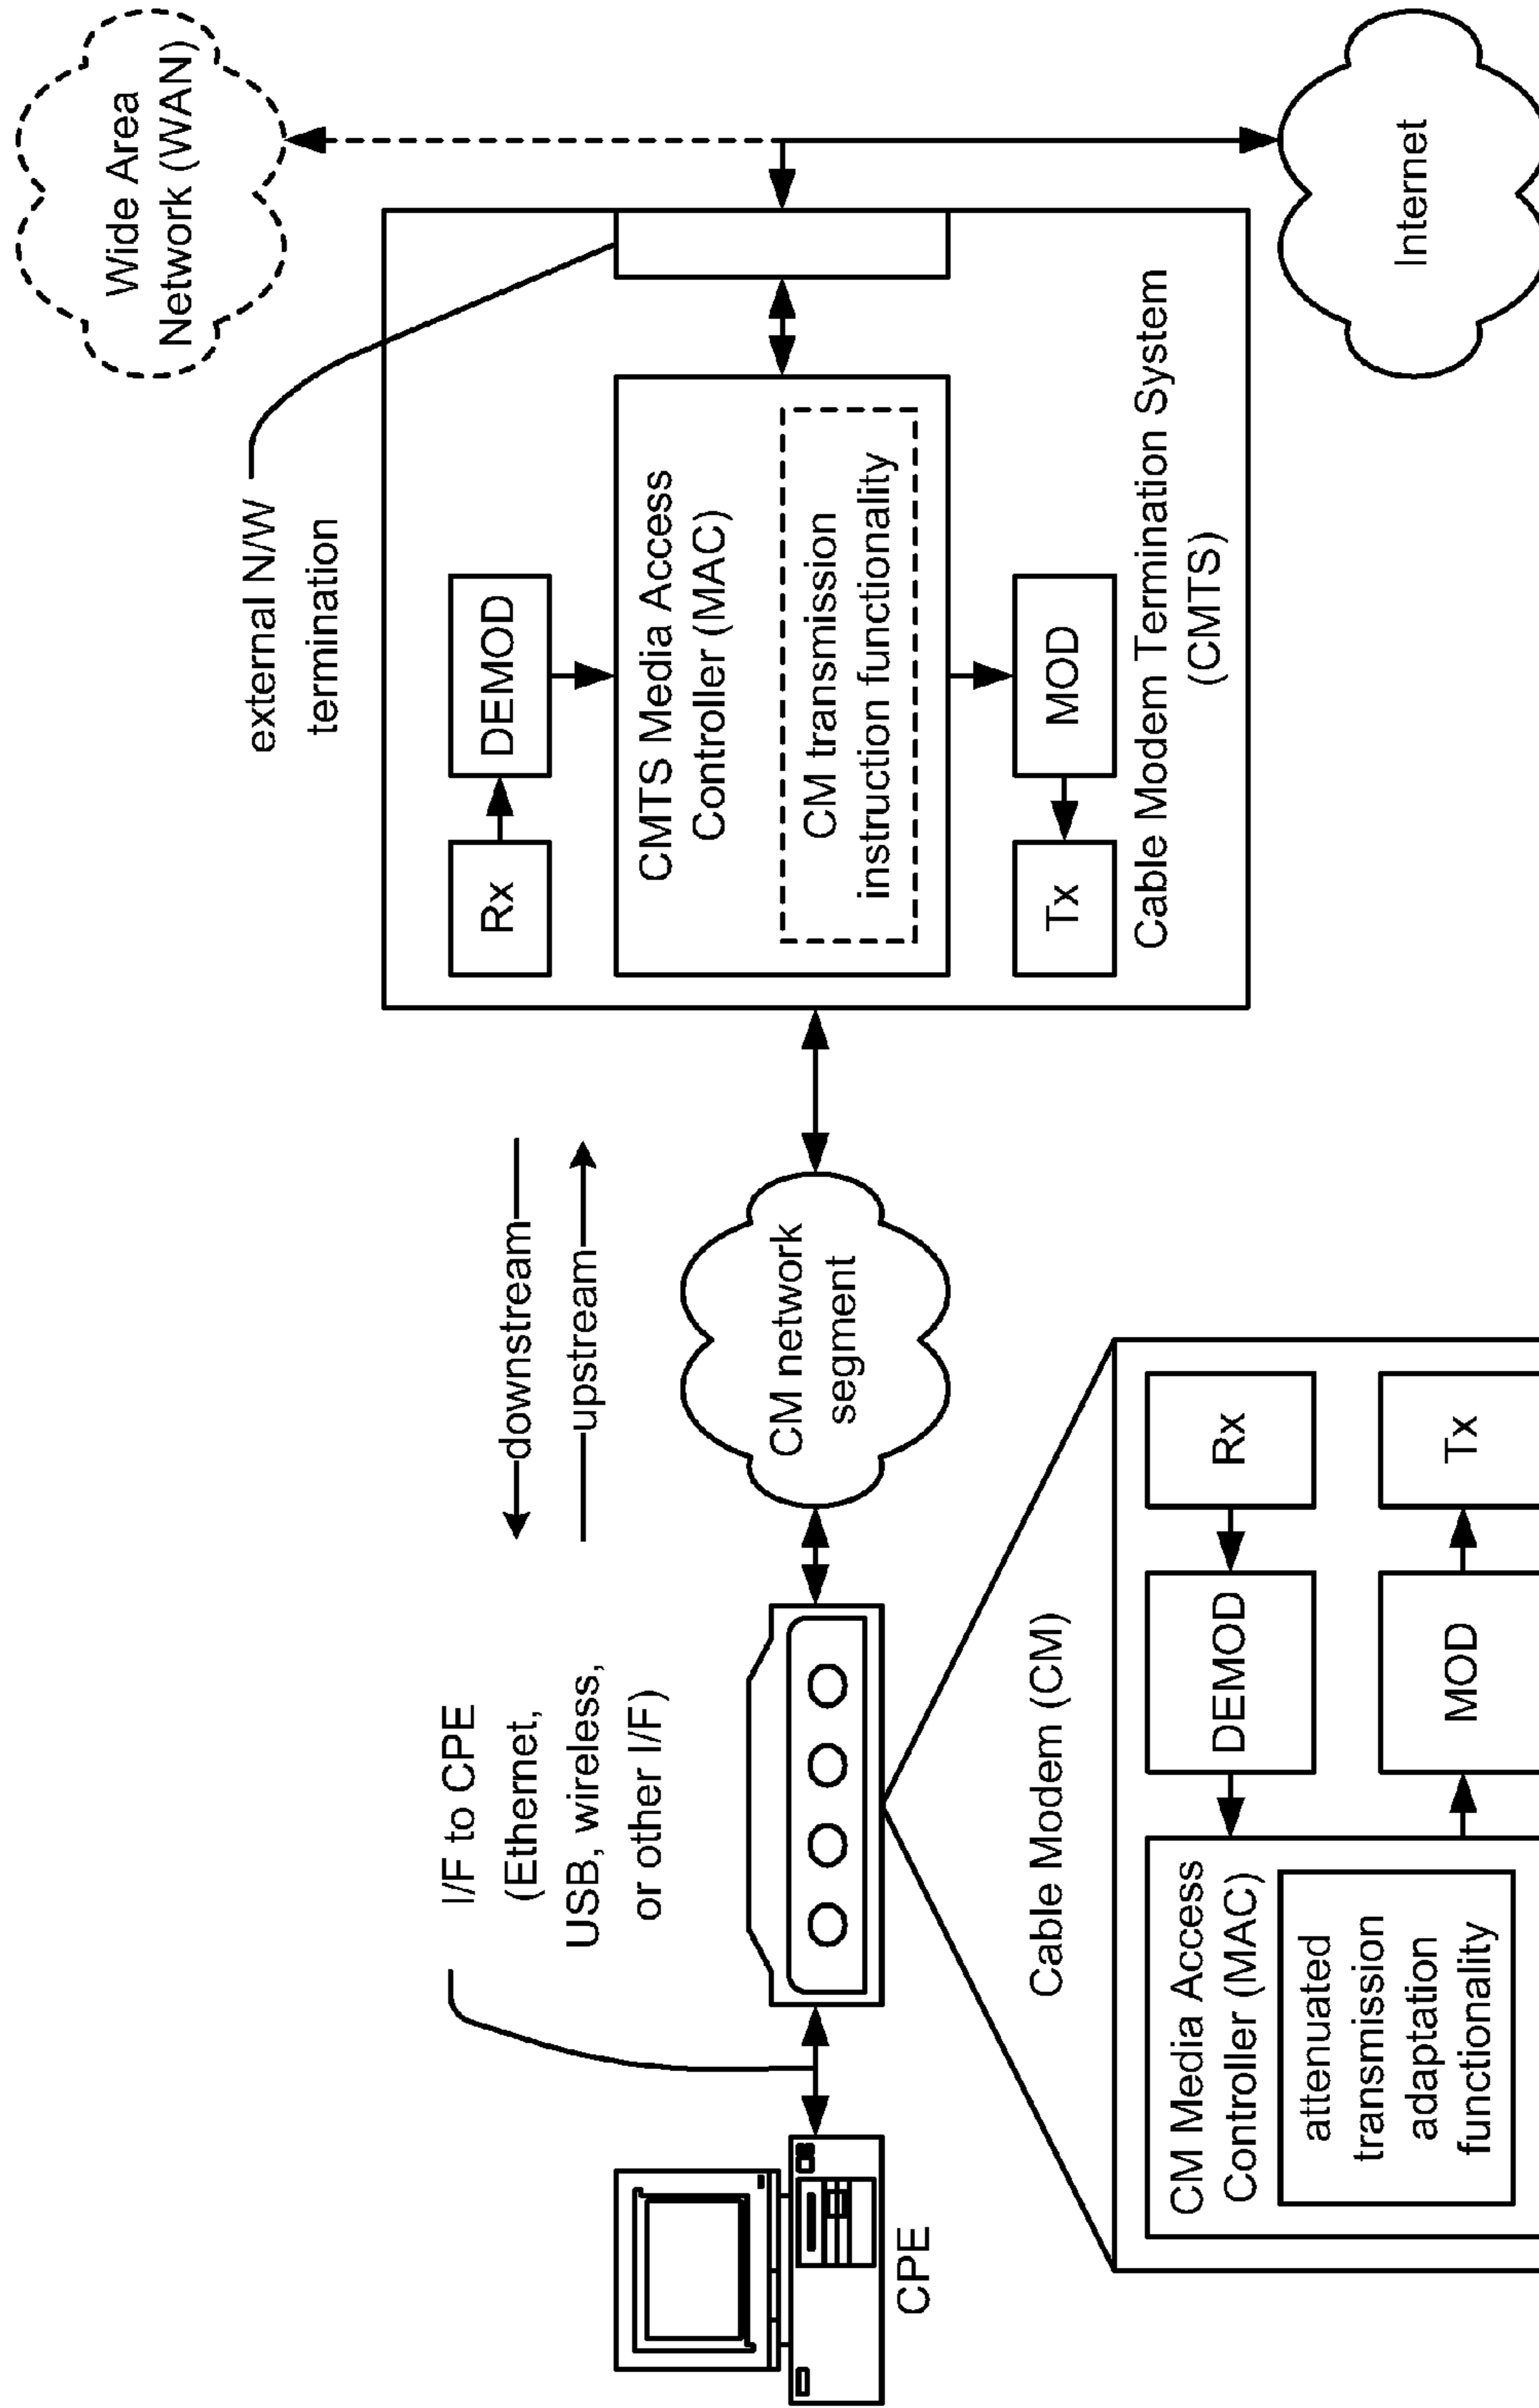 I/F to CPE
(Ethernet,
USB, wireless,
or other I/F)
CPE
downstream
upstream
CM network
segment
external N/W
termination
Wide Area
Network (WAN)
Rx
DEMOD
CMTS Media Access
Controller (MAC)
CM transmission
instruction functionality
Tx
MOD
Cable Modem Termination System
(CMTS)
Internet
Cable Modem (CM)
CM Media Access
Controller (MAC)
attenuated
transmission
adaptation
functionality
DEMOD
Rx
MOD
Tx